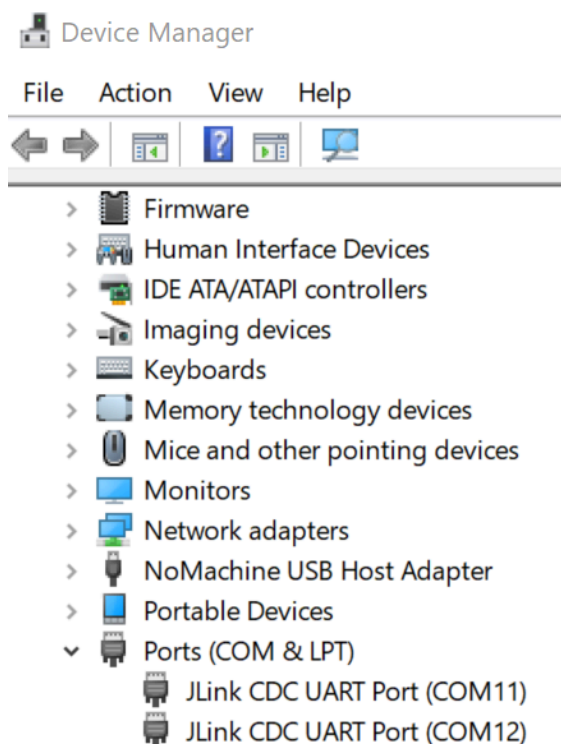 Device Manager
File Action View Help
Firmware
Human Interface Devices
IDE ATA/ATAPI controllers
Imaging devices
Keyboards
Memory technology devices
Mice and other pointing devices
Monitors
Network adapters
NoMachine USB Host Adapter
Portable Devices
Ports (COM & LPT)
JLink CDC UART Port (COM11)
JLink CDC UART Port (COM12)